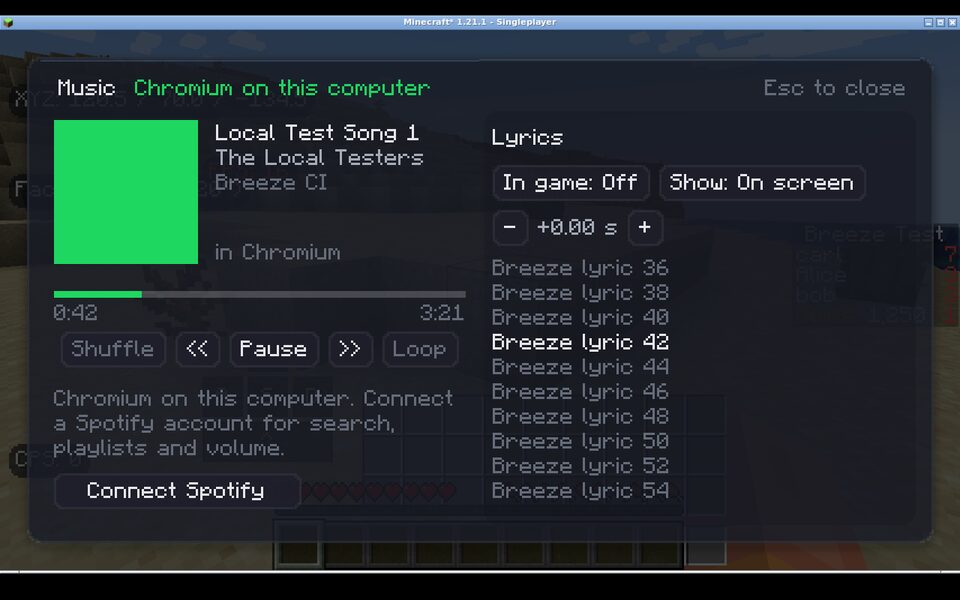 Minecraft* 1.21.1 - Singleplayer
Music Chromium on this computer
Esc to close
Local Test Song 1
The Local Testers
Breeze CI
in Chromium
0:42
3:21
Shuffle
<<
Pause
>>
Loop
Chromium on this computer. Connect
a Spotify account for search,
playlists and volume.
Connect Spotify
Lyrics
In game: Off
Show: On screen
- +0.00 s +
Breeze lyric 36
Breeze lyric 38
Breeze lyric 40
Breeze lyric 42
Breeze lyric 44
Breeze lyric 46
Breeze lyric 48
Breeze lyric 50
Breeze lyric 52
Breeze lyric 54
Breeze Test
Alice
bob
1,250